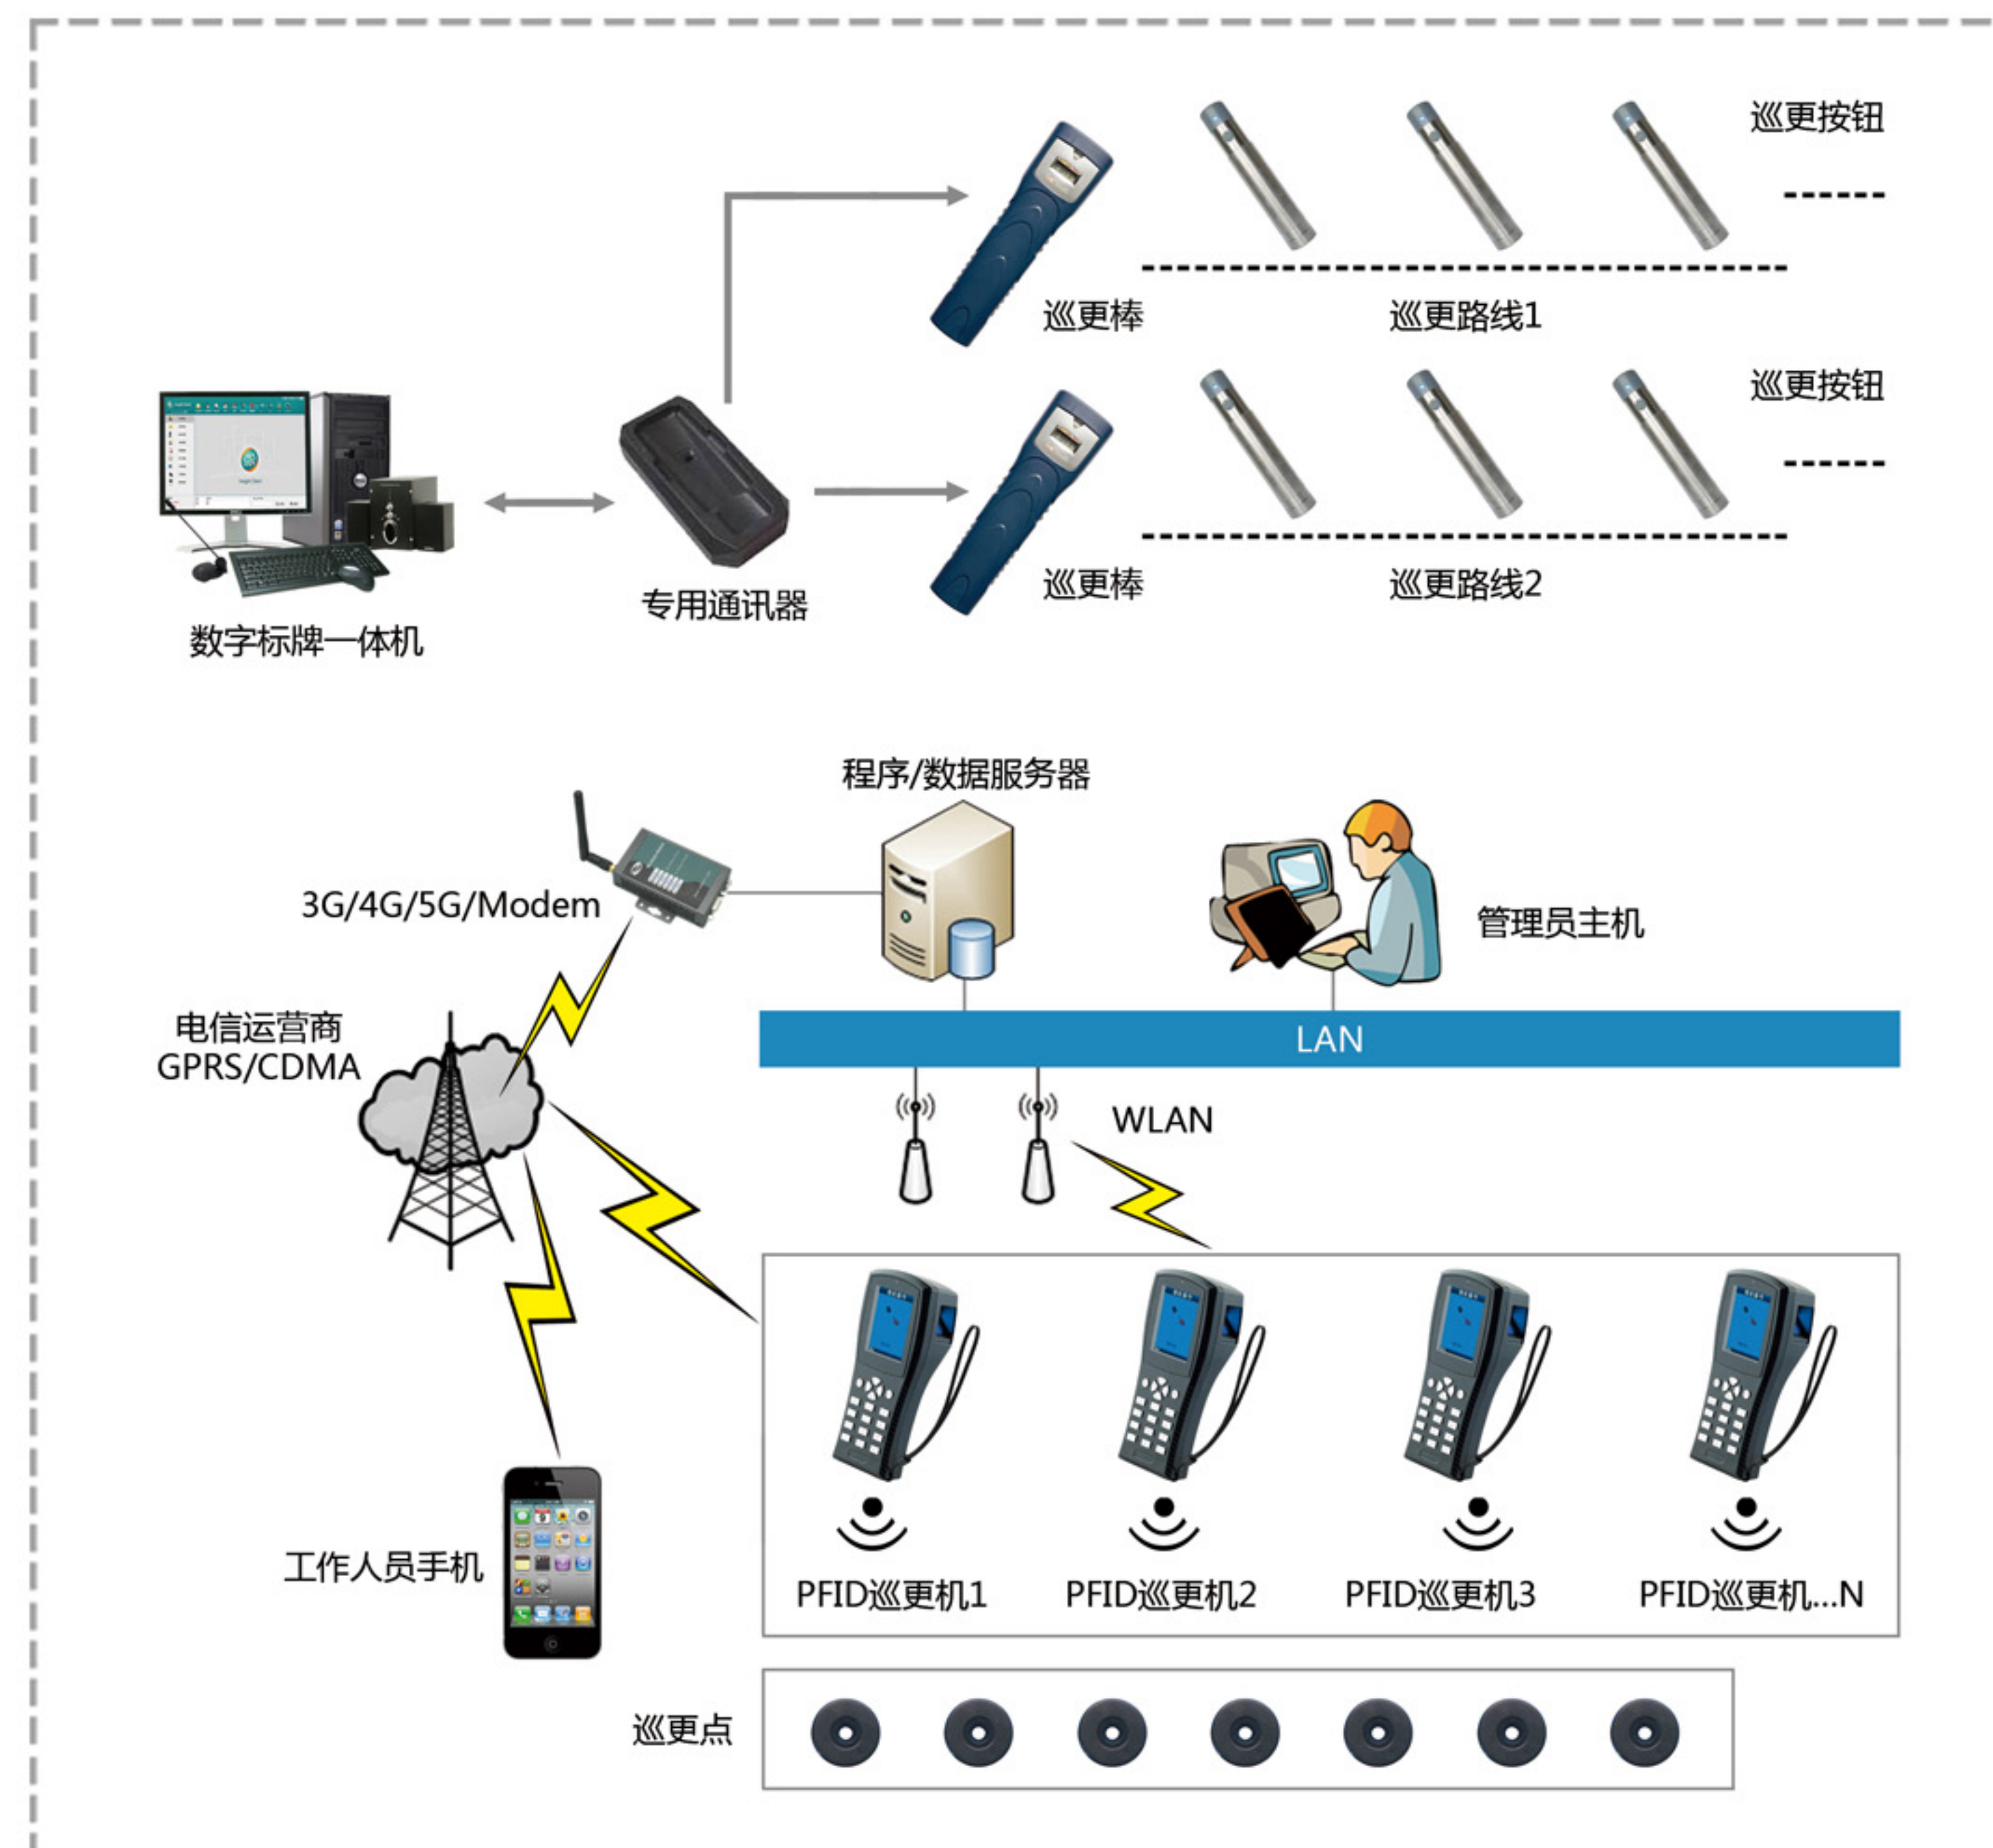 巡更按钮
巡更棒
巡更路线1
巡更按钮
巡更棒
巡更路线2
专用通讯器
数字标牌一体机
程序/数据服务器
3G/4G/5G/Modem
管理员主机
电信运营商
GPRS/CDMA
LAN
WLAN
PFID巡更机1
PFID巡更机2
PFID巡更机3
PFID巡更机...N
工作人员手机
巡更点